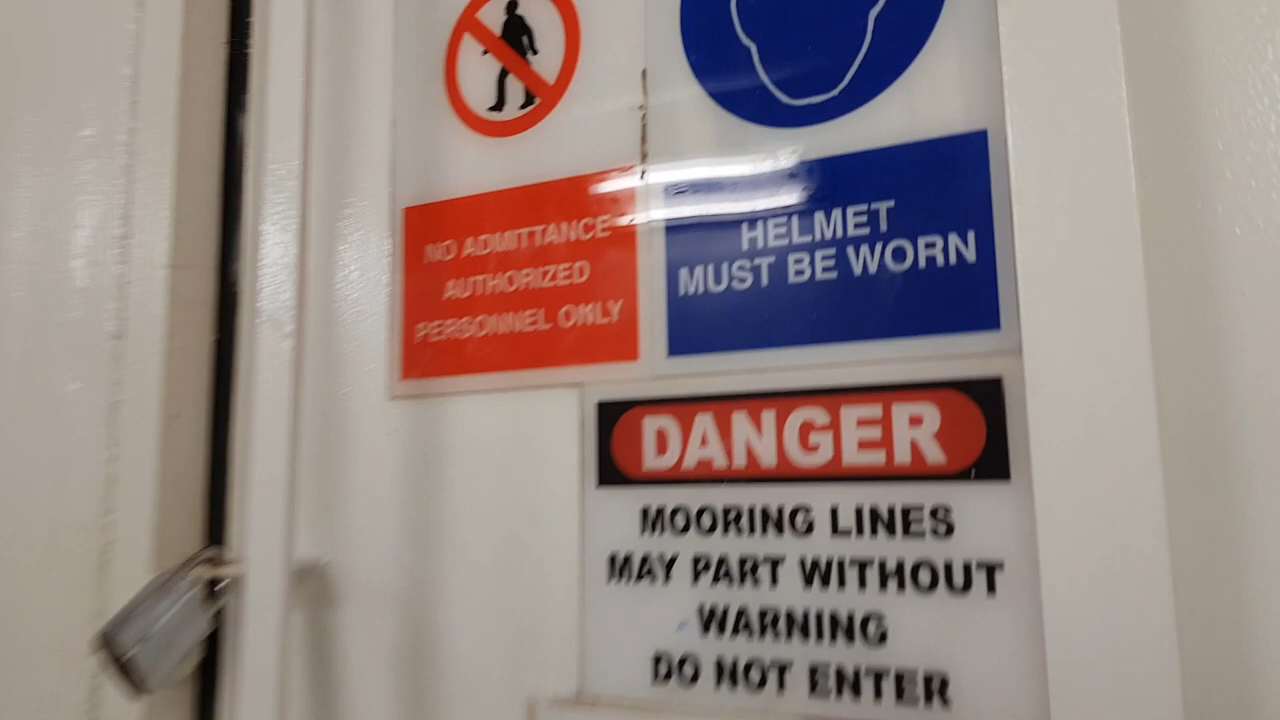 NO ADMITTANCE
AUTHORIZED
PERSONNEL ONLY
HELMET
MUST BE WORN
DANGER
MOORING LINES
MAY PART WITHOUT
WARNING
DO NOT ENTER